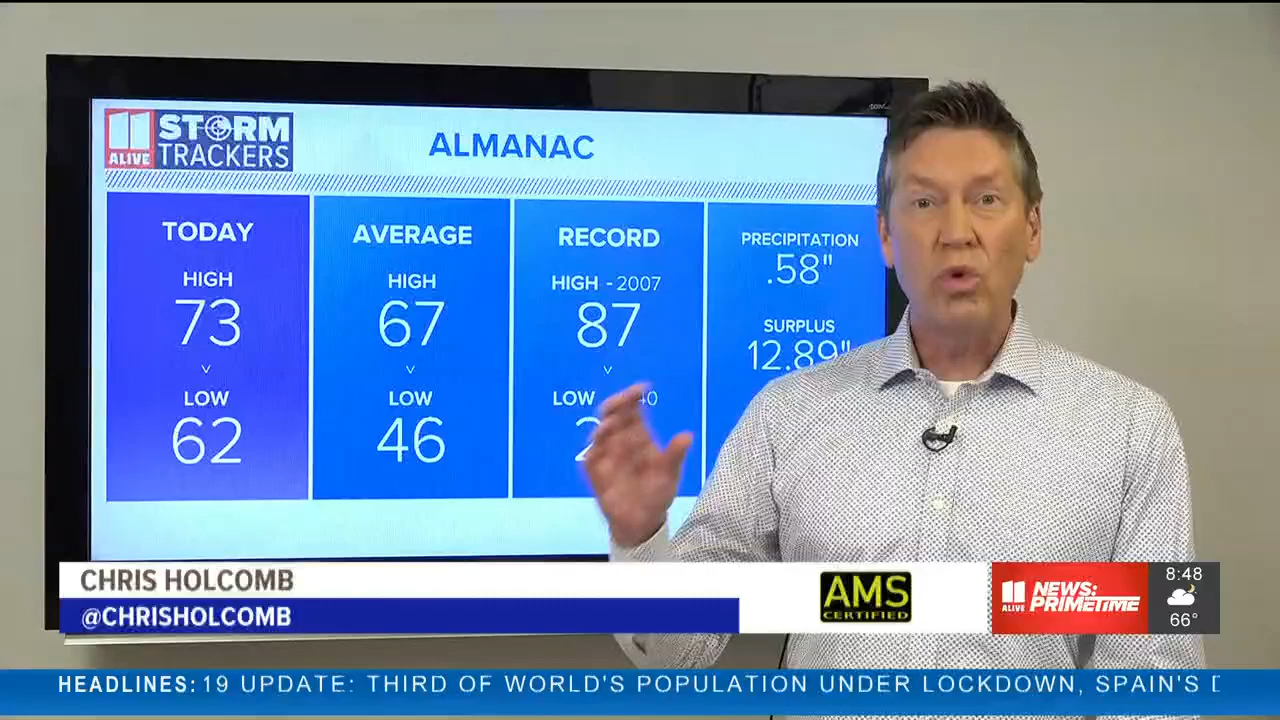 11 ALIVE
STORM
TRACKERS
ALMANAC
TODAY
HIGH
73
LOW
62
AVERAGE
HIGH
67
LOW
46
RECORD
HIGH - 2007
87
LOW
PRECIPITATION
.58"
SURPLUS
12.89"
CHRIS HOLCOMB
@CHRISHOLCOMB
AMS
CERTIFIED
11 ALIVE
NEWS:
PRIMETIME
8:48
66°
HEADLINES: 19 UPDATE: THIRD OF WORLD'S POPULATION UNDER LOCKDOWN, SPAIN'S